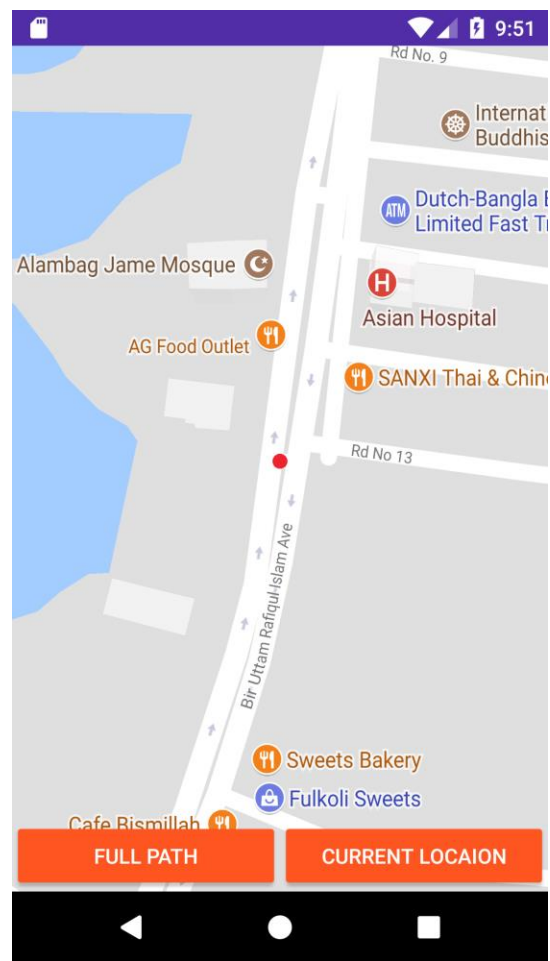 9:51
Rd No. 9
Internat
Buddhis
ATM
Dutch-Bangla B
Limited Fast Tr
Alambag Jame Mosque
H
Asian Hospital
AG Food Outlet
SANXI Thai & Chine
Rd No 13
Bir Uttam Rafiqul Islam Ave
Sweets Bakery
Fulkoli Sweets
Cafe Bismillah
FULL PATH
CURRENT LOCAION